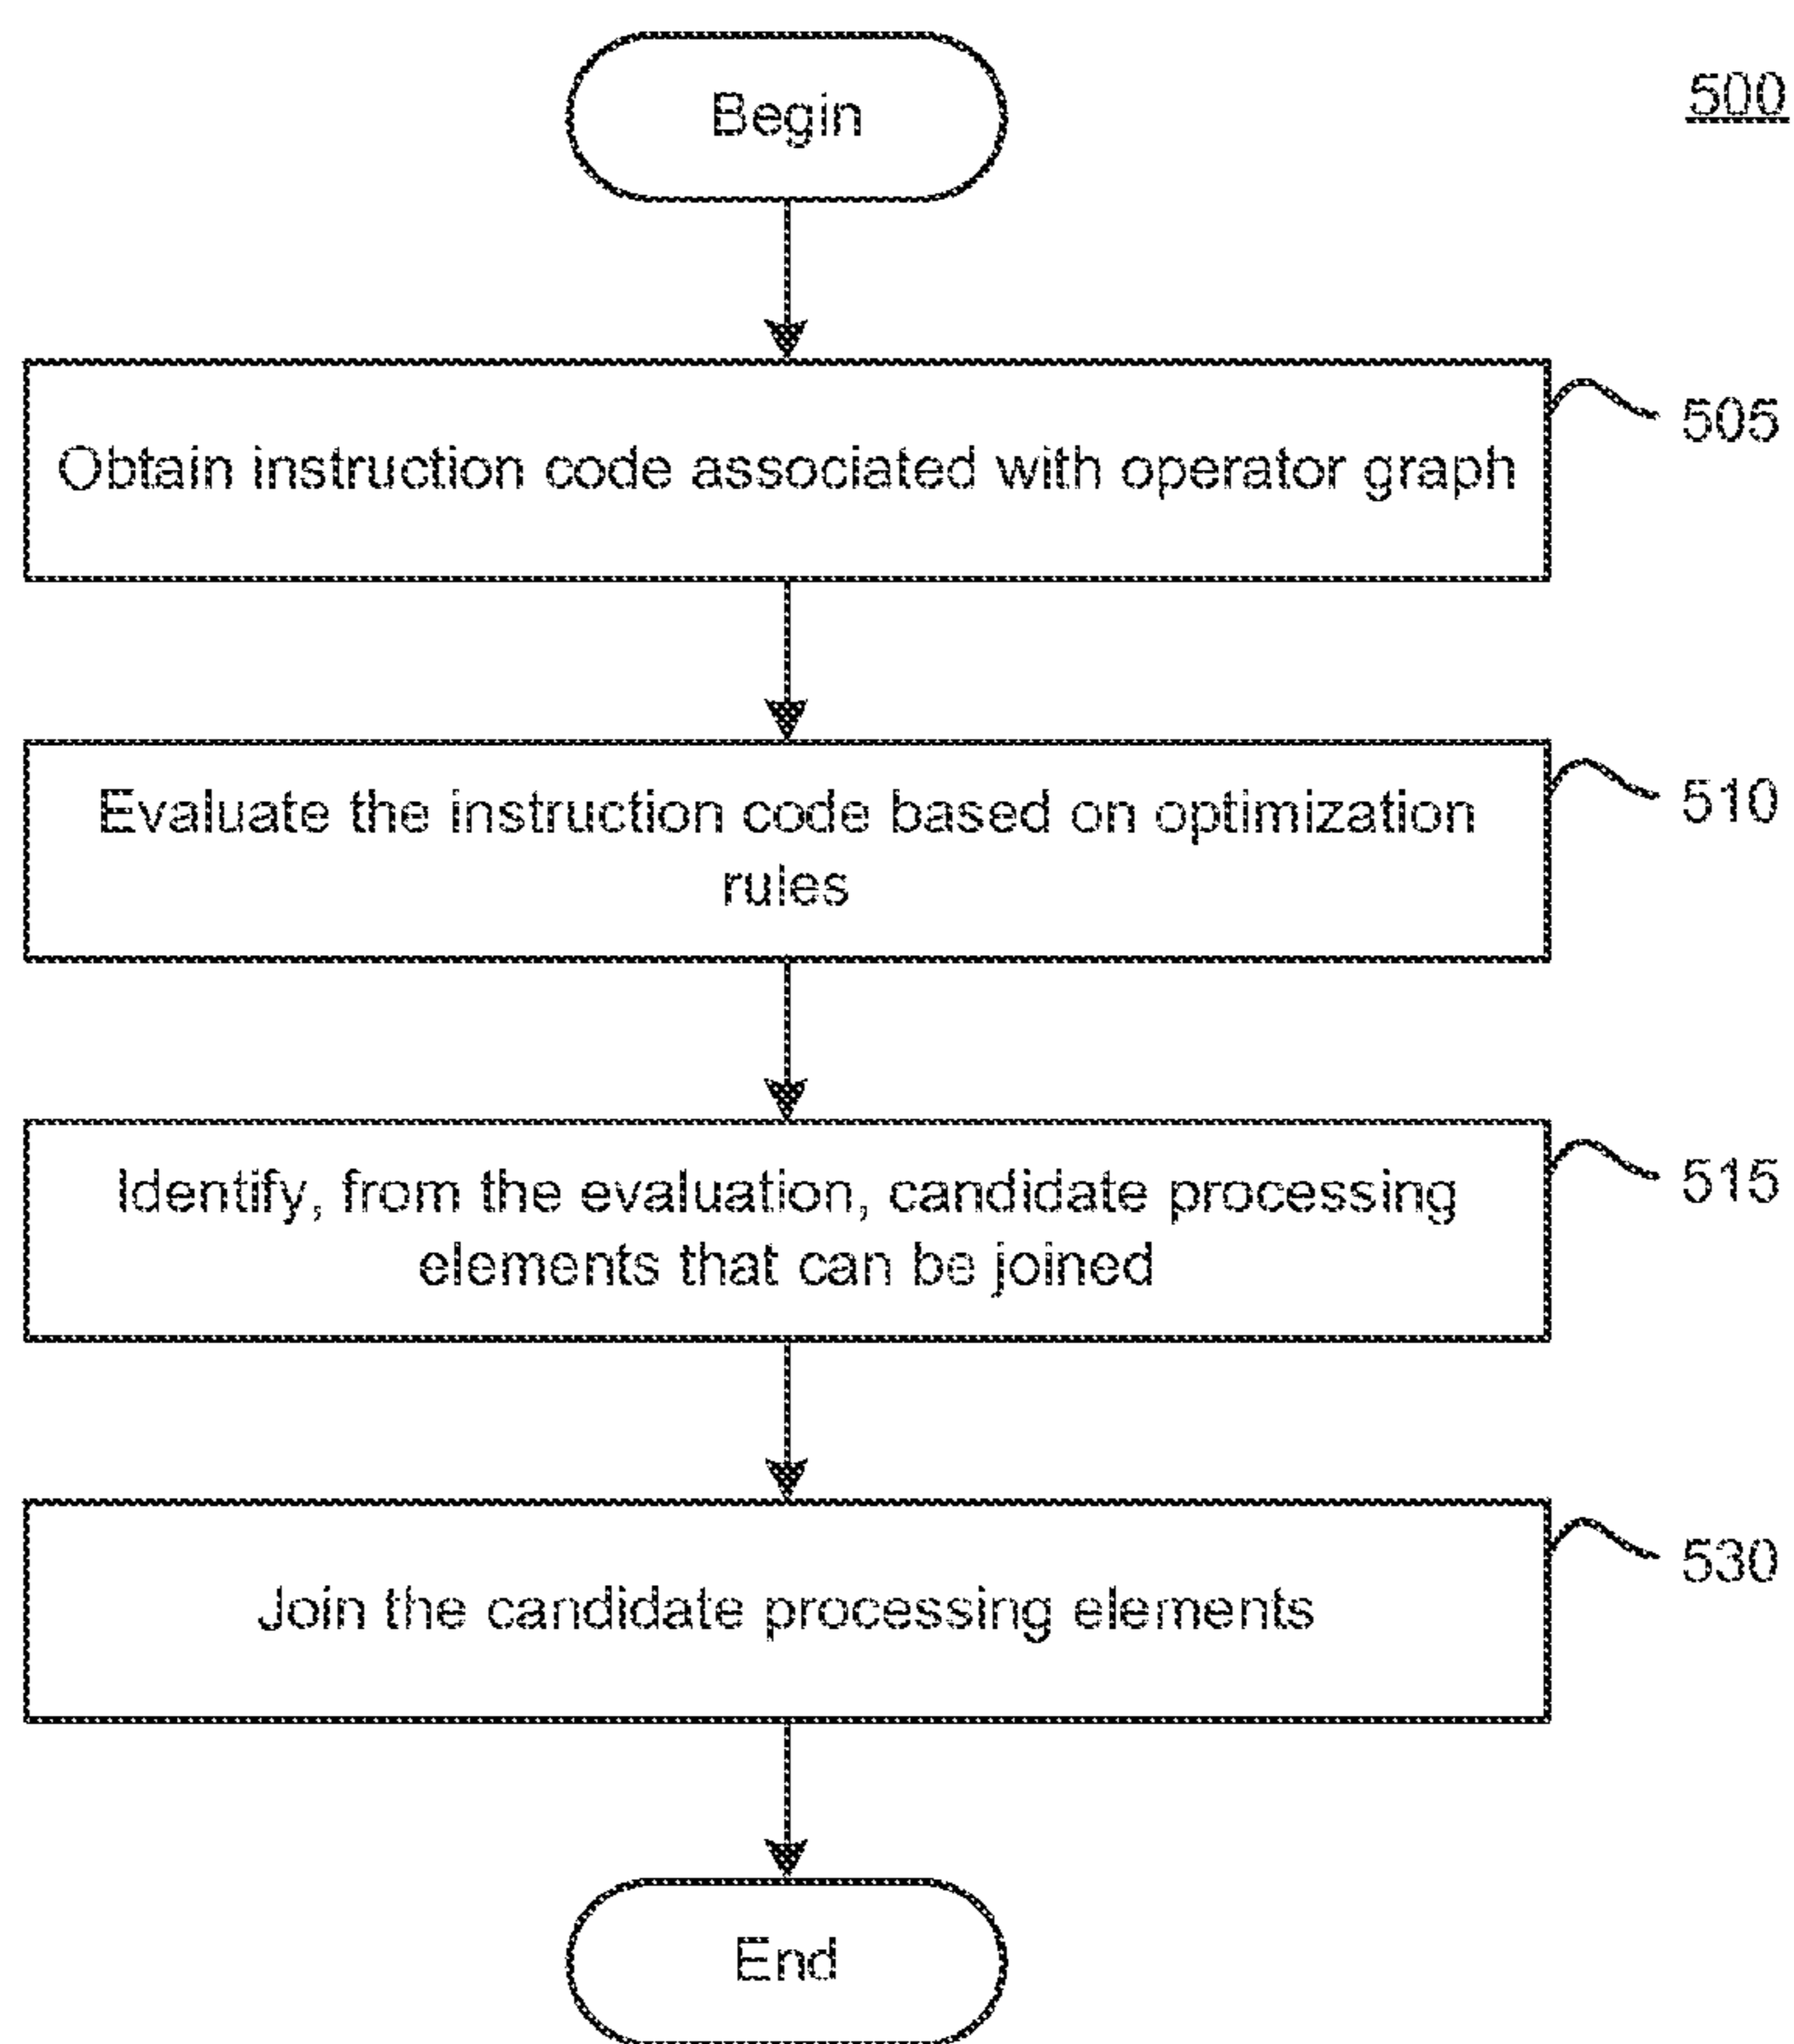 Begin
500
Obtain instruction code associated with operator graph
505
Evaluate the instruction code based on optimization
rules
510
Identify, from the evaluation, candidate processing
elements that can be joined
515
Join the candidate processing elements
530
End